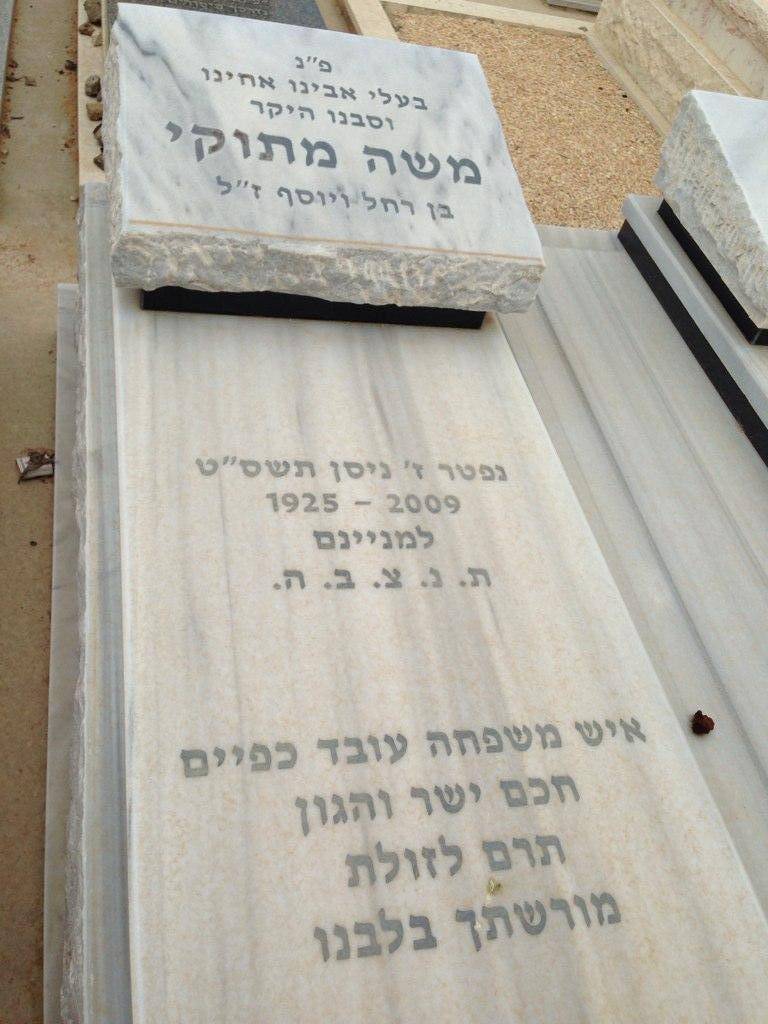 פ"נ
בעלי אבינו אחינו
וסבנו היקר
משה מתוקי
בן רחל ויוסף ז"ל
נפטר ז' ניסן תשס"ט
1925 – 2009
למניינם
ת. נ. צ. ב. ה.
איש משפחה עובד כפיים
חכם ישר והגון
תרם לזולת
מורשתך בלבנו